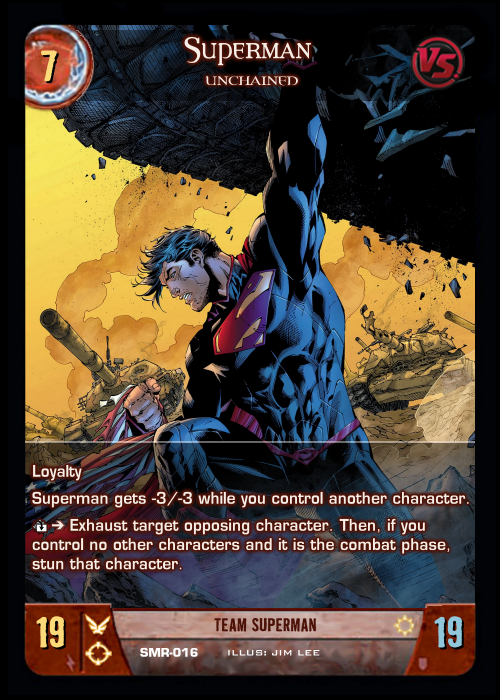 7
SUPERMAN
UNCHAINED
VS.
Loyalty
Superman gets -3/-3 while you control another character.
➔ Exhaust target opposing character. Then, if you
control no other characters and it is the combat phase,
stun that character.
19
TEAM SUPERMAN
19
SMR-016 ILLUS: JIM LEE